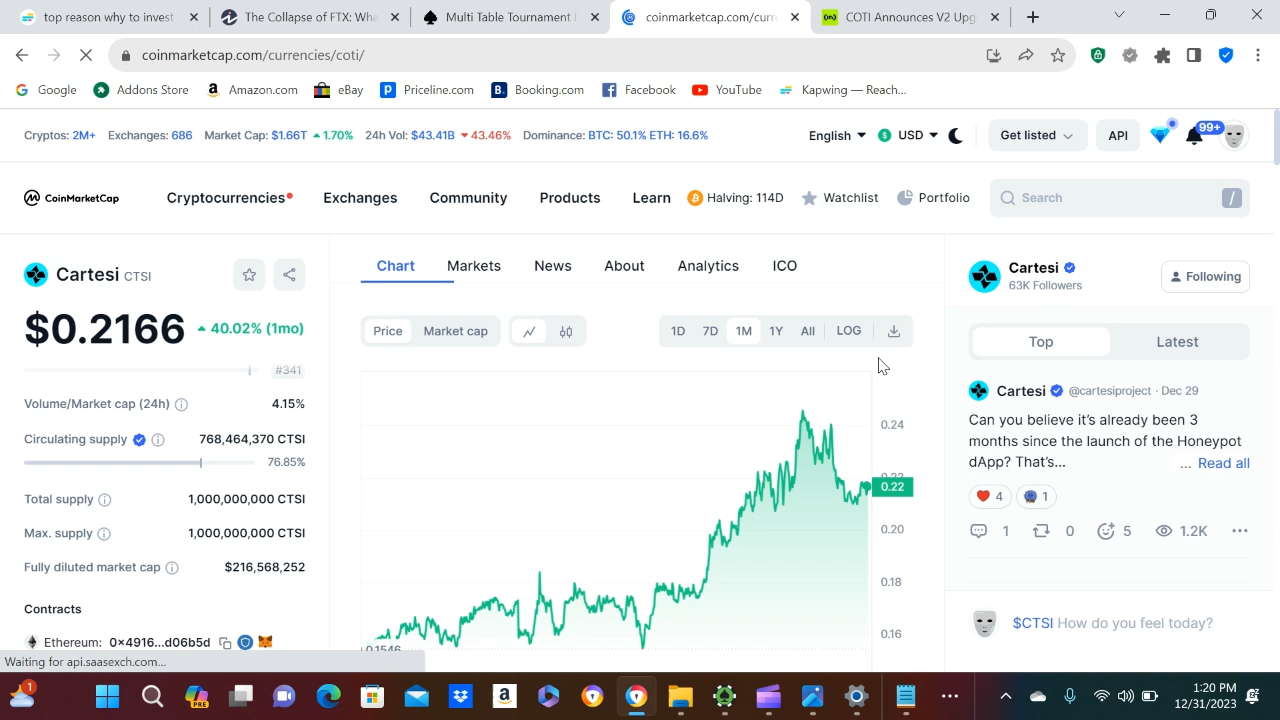 top reason why to invest
The Collapse of FTX: Wha
Multi Table Tournament
coinmarketcap.com/curre
COTI Announces V2 Upg
coinmarketcap.com/currencies/coti/
Google
Addons Store
Amazon.com
eBay
Priceline.com
Booking.com
Facebook
YouTube
Kapwing — Reach...
Cryptos: 2M+ Exchanges: 686 Market Cap: $1.66T 1.70% 24h Vol: $43.41B 43.46% Dominance: BTC: 50.1% ETH: 16.6%
English USD Get listed API 99+
CoinMarketCap Cryptocurrencies Exchanges Community Products Learn Halving: 114D Watchlist Portfolio Search /
Cartesi CTSI
$0.2166 40.02% (1mo)
#341
Volume/Market cap (24h) 4.15%
Circulating supply 768,464,370 CTSI
76.85%
Total supply 1,000,000,000 CTSI
Max. supply 1,000,000,000 CTSI
Fully diluted market cap $216,568,252
Contracts
Ethereum: 0x4916...d06b5d
Waiting for api.saasexch.com...
Chart Markets News About Analytics ICO
Price Market cap 1D 7D 1M 1Y All LOG
0.24
0.22
0.22
0.20
0.18
0.16
0.1546
Cartesi
63K Followers
Following
Top Latest
Cartesi @cartesiproject · Dec 29
Can you believe it's already been 3
months since the launch of the Honeypot
dApp? That's... ... Read all
4 1
1 0 5 1.2K
$CTSI How do you feel today?
1
PRE
1:20 PM
12/31/2023